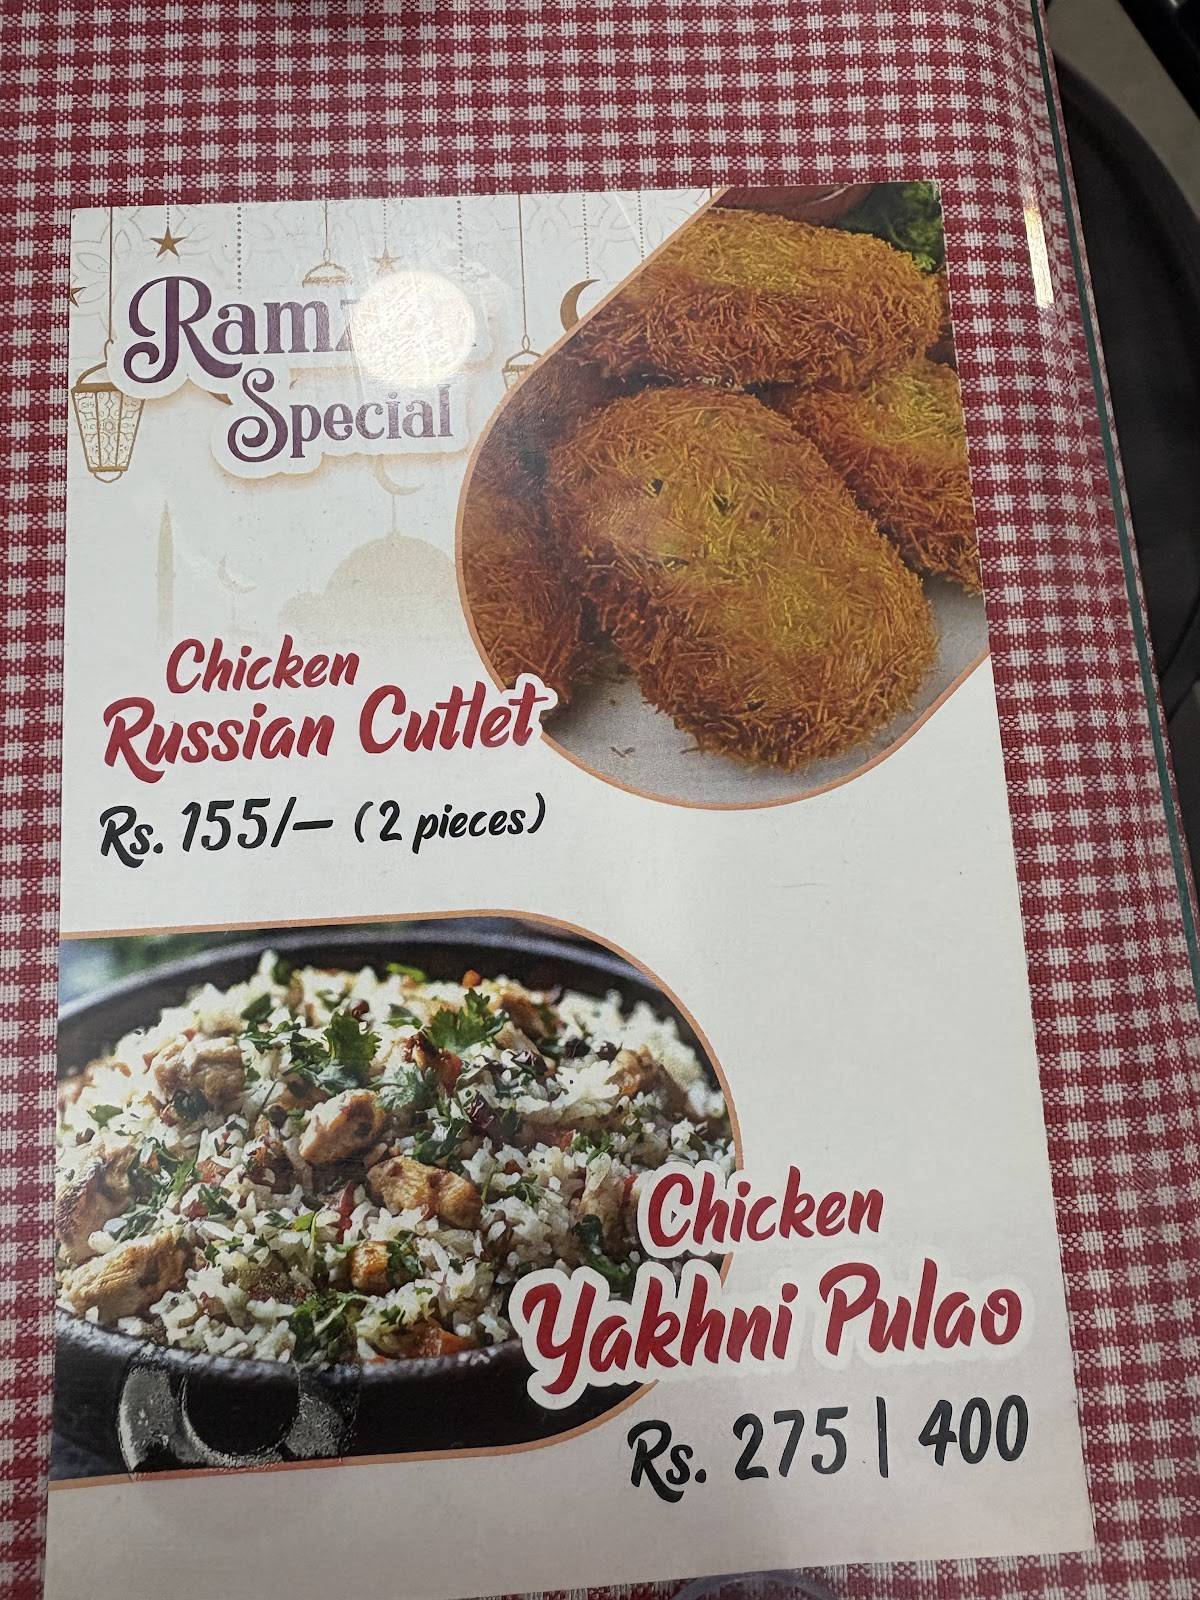 Special
Chicken
Russian Cutlet
Rs. 155/- (2 pieces)
Chicken
Yakhni Pulao
Rs. 275 | 400